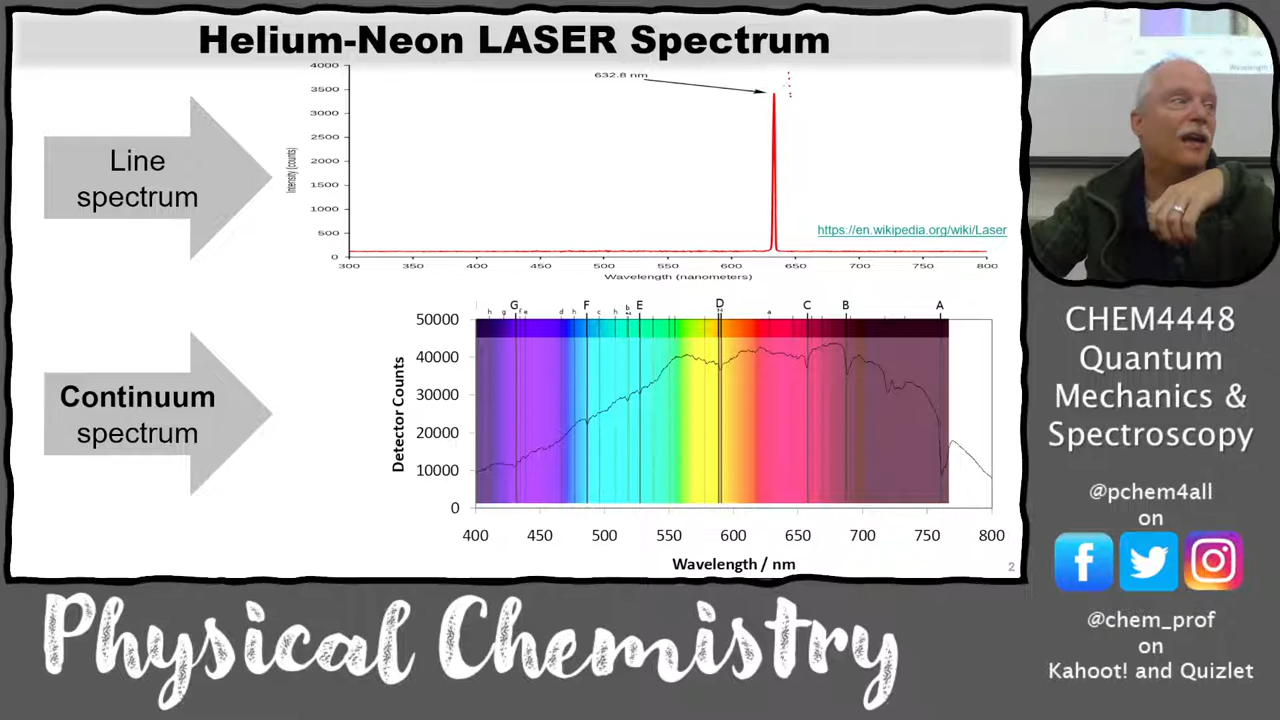 Helium-Neon LASER Spectrum
Line
spectrum
4000
3500
3000
2500
2000
1500
1000
500
0
Intensity (counts)
632.8 nm
https://en.wikipedia.org/wiki/Laser
300 350 400 450 500 550 600 650 700 750 800
Wavelength (nanometers)
Continuum
spectrum
h g G f e d h F c h b E D a C B A
50000
40000
30000
20000
10000
0
Detector Counts
400 450 500 550 600 650 700 750 800
Wavelength / nm
2
CHEM4448
Quantum
Mechanics &
Spectroscopy
@pchem4all
on
@chem_prof
on
Kahoot! and Quizlet
Physical Chemistry